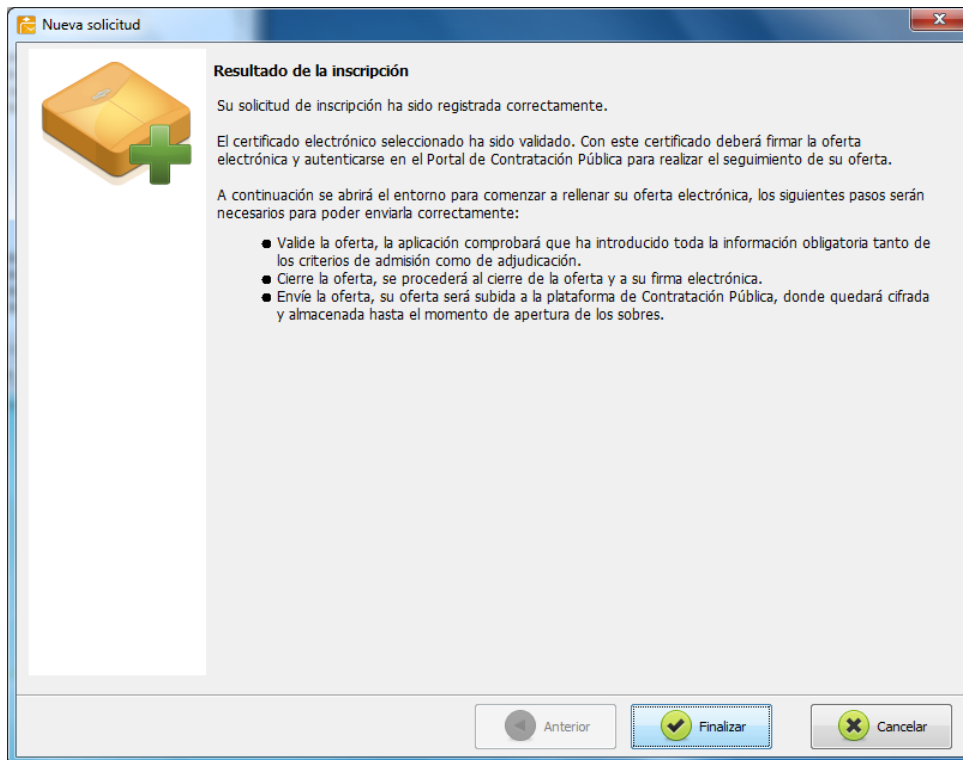 Nueva solicitud
Resultado de la inscripción
Su solicitud de inscripción ha sido registrada correctamente.
El certificado electrónico seleccionado ha sido validado. Con este certificado deberá firmar la oferta
electrónica y autenticarse en el Portal de Contratación Pública para realizar el seguimiento de su oferta.
A continuación se abrirá el entorno para comenzar a rellenar su oferta electrónica, los siguientes pasos serán
necesarios para poder enviarla correctamente:
● Valide la oferta, la aplicación comprobará que ha introducido toda la información obligatoria tanto de
los criterios de admisión como de adjudicación.
● Cierre la oferta, se procederá al cierre de la oferta y a su firma electrónica.
● Envíe la oferta, su oferta será subida a la plataforma de Contratación Pública, donde quedará cifrada
y almacenada hasta el momento de apertura de los sobres.
Anterior
Finalizar
Cancelar